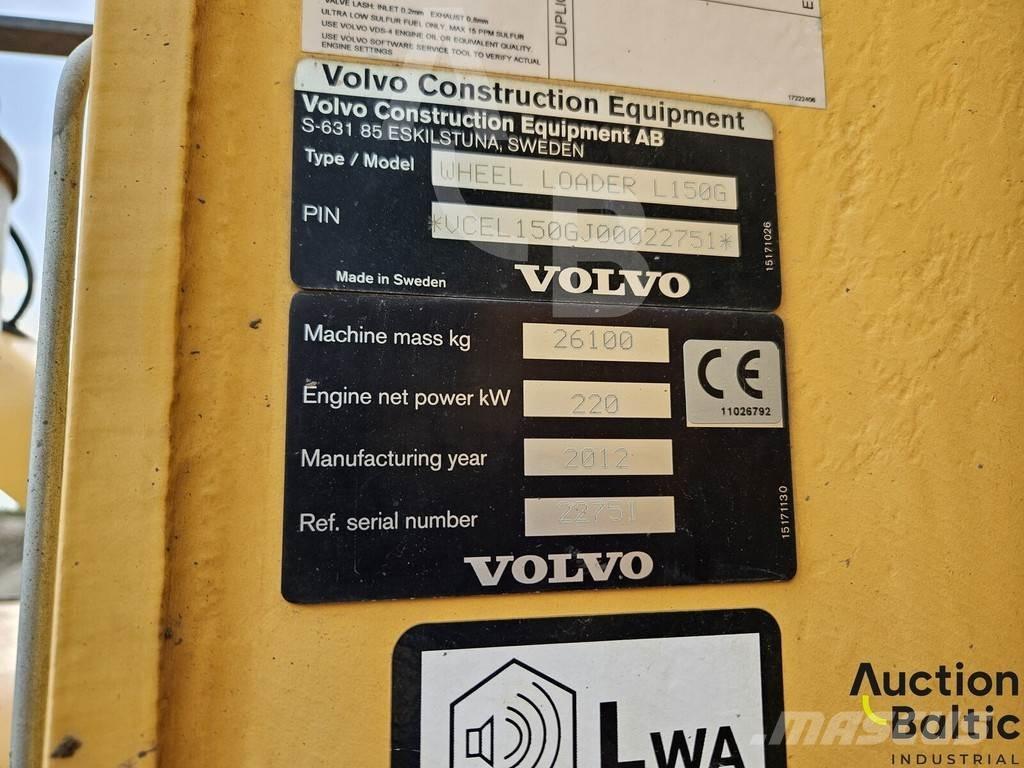 VALVE LASH: INLET 0.2mm EXHAUST 0.8mm
ULTRA LOW SULFUR FUEL ONLY. MAX 15 PPM SULFUR
USE VOLVO VDS-4 ENGINE OIL OR EQUIVALENT QUALITY.
USE VOLVO SOFTWARE SERVICE TOOL TO VERIFY ACTUAL
ENGINE SETTINGS
17222406
Volvo Construction Equipment
Volvo Construction Equipment AB
S-631 85 ESKILSTUNA, SWEDEN
Type / Model WHEEL LOADER L150G
PIN *VCEL150GJ00022751*
15171026
Made in Sweden VOLVO
Machine mass kg 26100
CE
11026792
Engine net power kW 220
Manufacturing year 2012
Ref. serial number 22751
15171130
VOLVO
LWA
Auction
Baltic
INDUSTRIAL
MASCUS